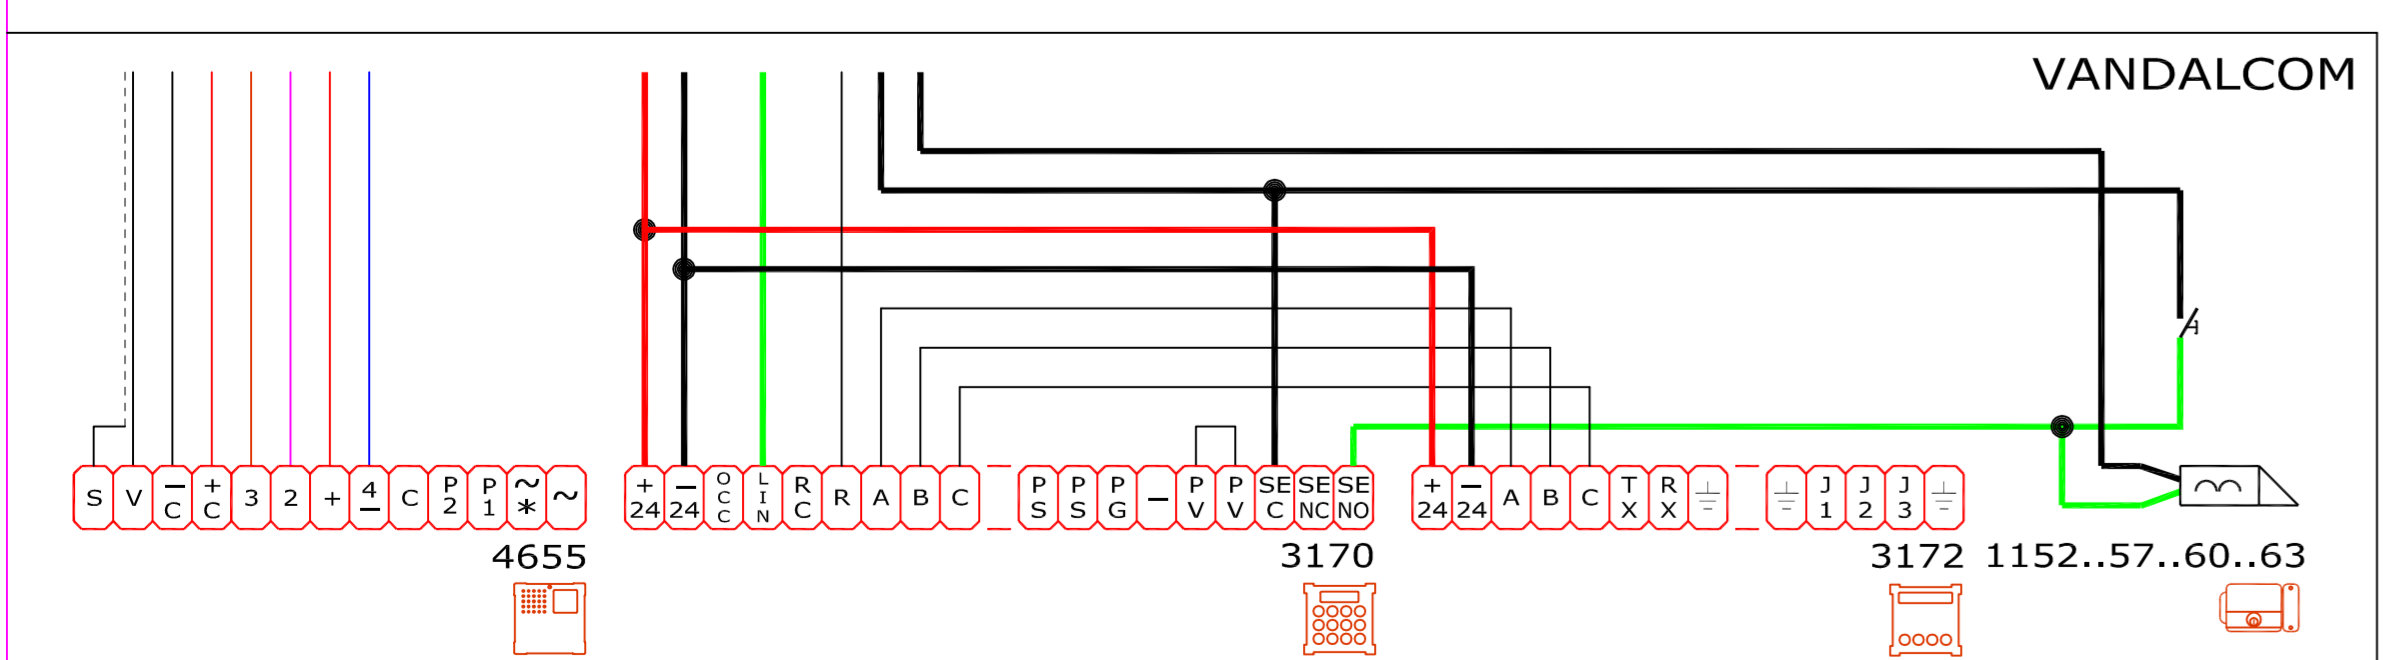 VANDALCOM
A
S V — C + C 3 2 + 4 — C P 2 P 1 ~ * ~
+ 24 — 24 O C C L I N R C R A B C
P S P S P G — P V P V SE C SE NC SE NO
+ 24 — 24 A B C T X R X
J 1 J 2 J 3
4655 3170 3172 1152..57..60..63